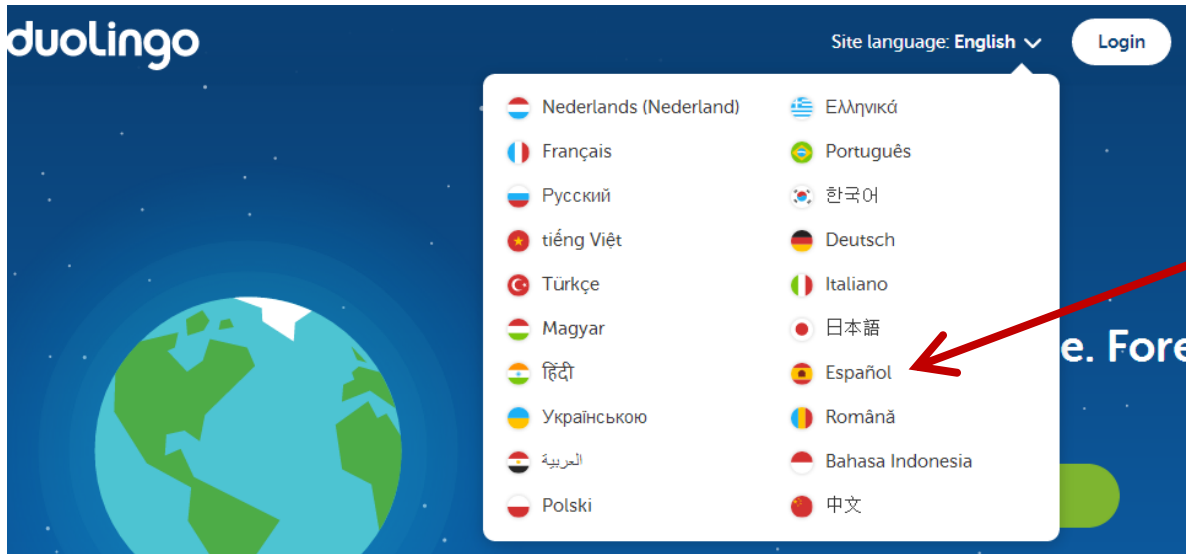 duolingo
Site language: English
Login
Nederlands (Nederland)
Ελληνικά
Français
Português
Русский
한국어
tiếng Việt
Deutsch
Türkçe
Italiano
Magyar
日本語
हिंदी
Español
e. Fore
Українською
Română
العربية
Bahasa Indonesia
Polski
中文